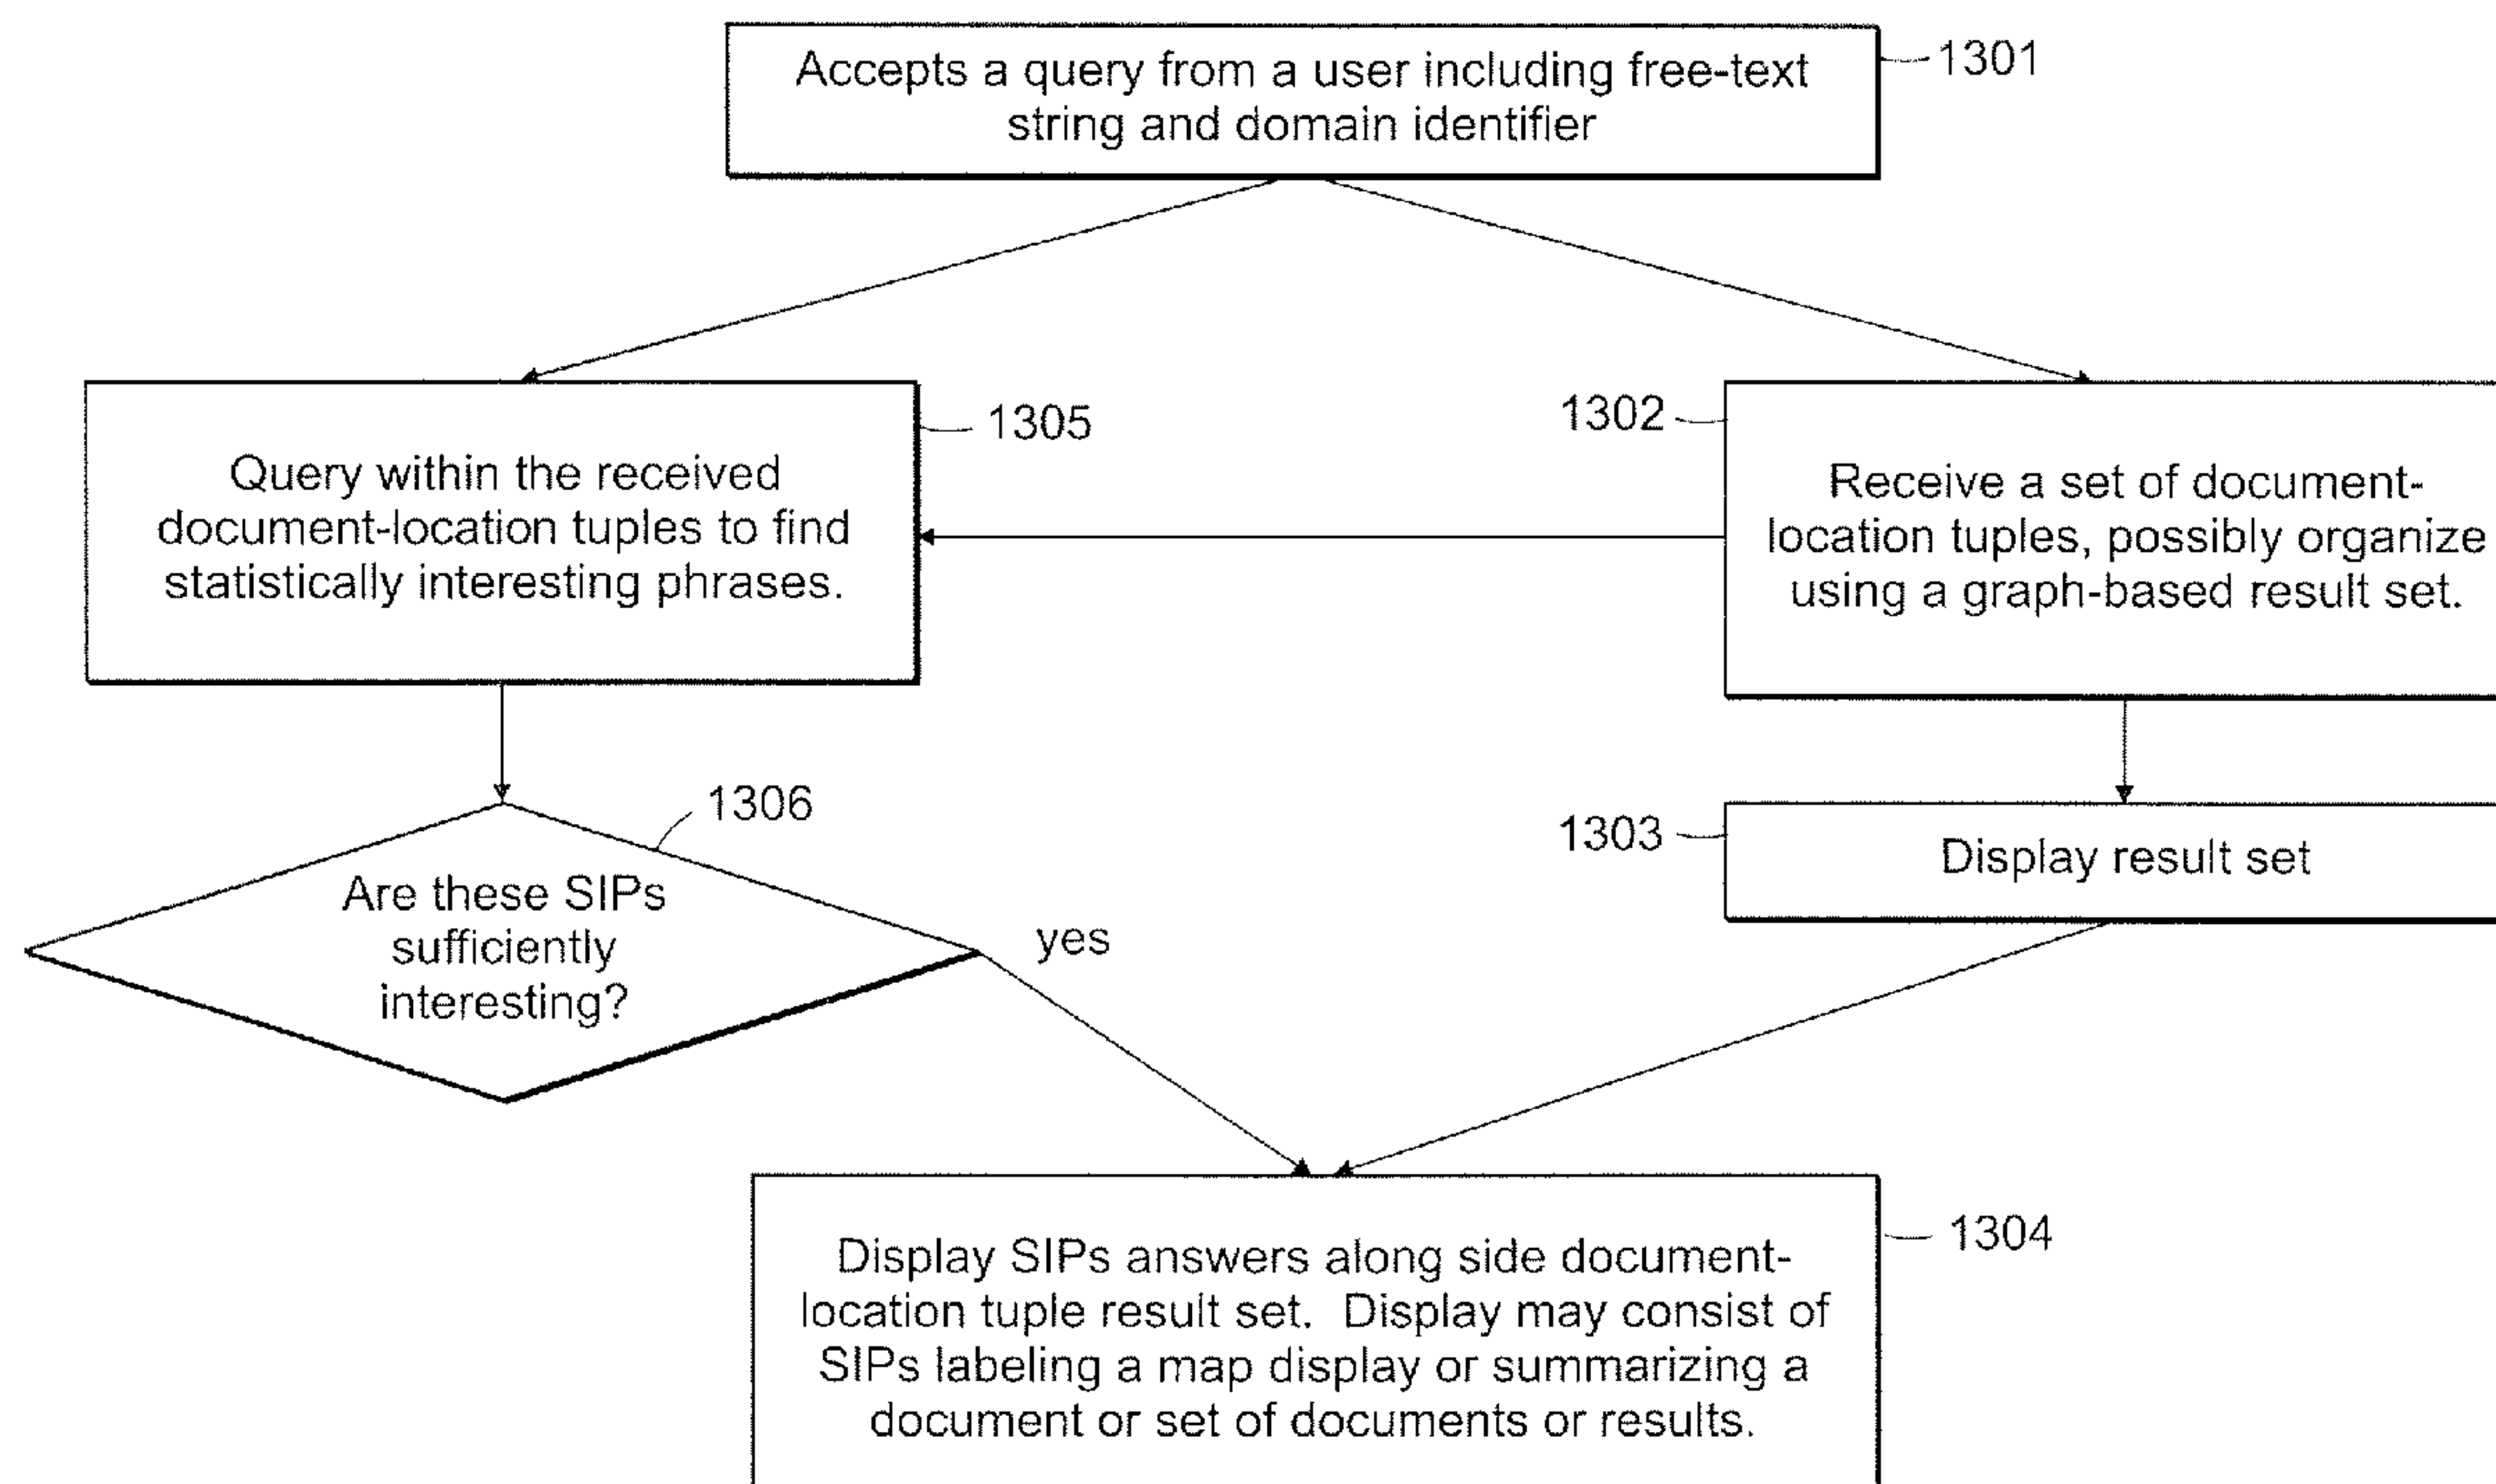 Accepts a query from a user including free-text
string and domain identifier
1301
1305
Query within the received
document-location tuples to find
statistically interesting phrases.
1302
Receive a set of document-
location tuples, possibly organize
using a graph-based result set.
1306
Are these SIPs
sufficiently
interesting?
yes
1303
Display result set
1304
Display SIPs answers along side document-
location tuple result set. Display may consist of
SIPs labeling a map display or summarizing a
document or set of documents or results.